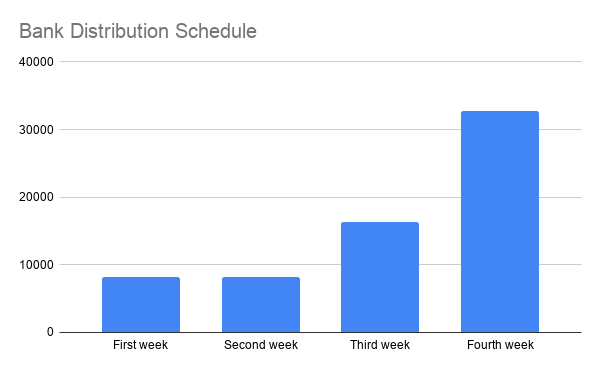 Bank Distribution Schedule
40000
30000
20000
10000
0
First week
Second week
Third week
Fourth week